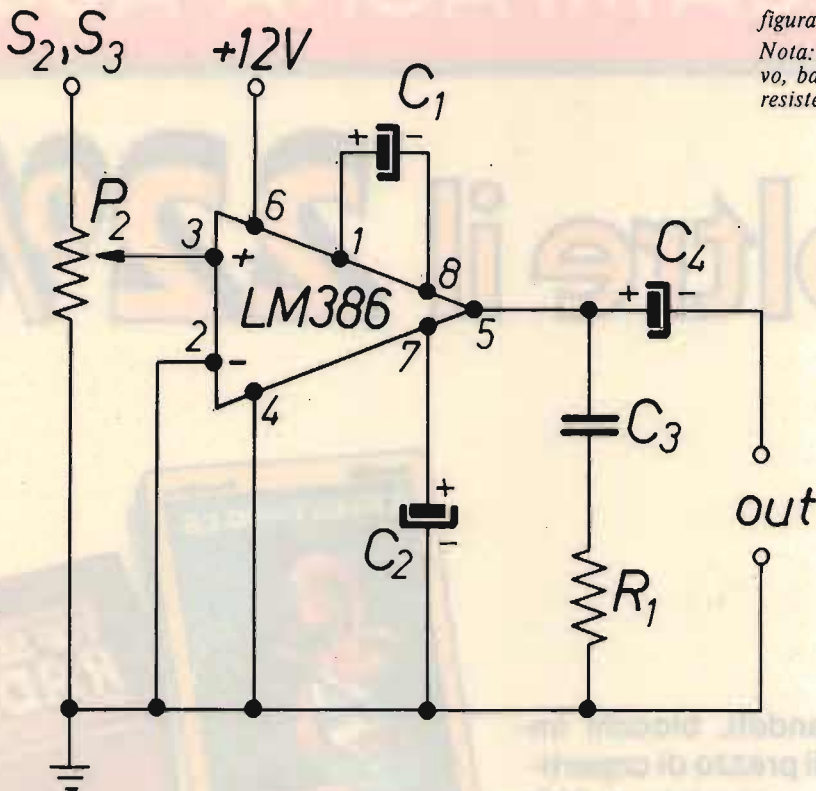 figura
Nota:
vo, ba
resiste
S2, S3
+12V
C1
+ -
P2
3
6
1
+
8
C4
+ -
LM386
2
-
7
5
4
C3
+
C2
-
R1
out